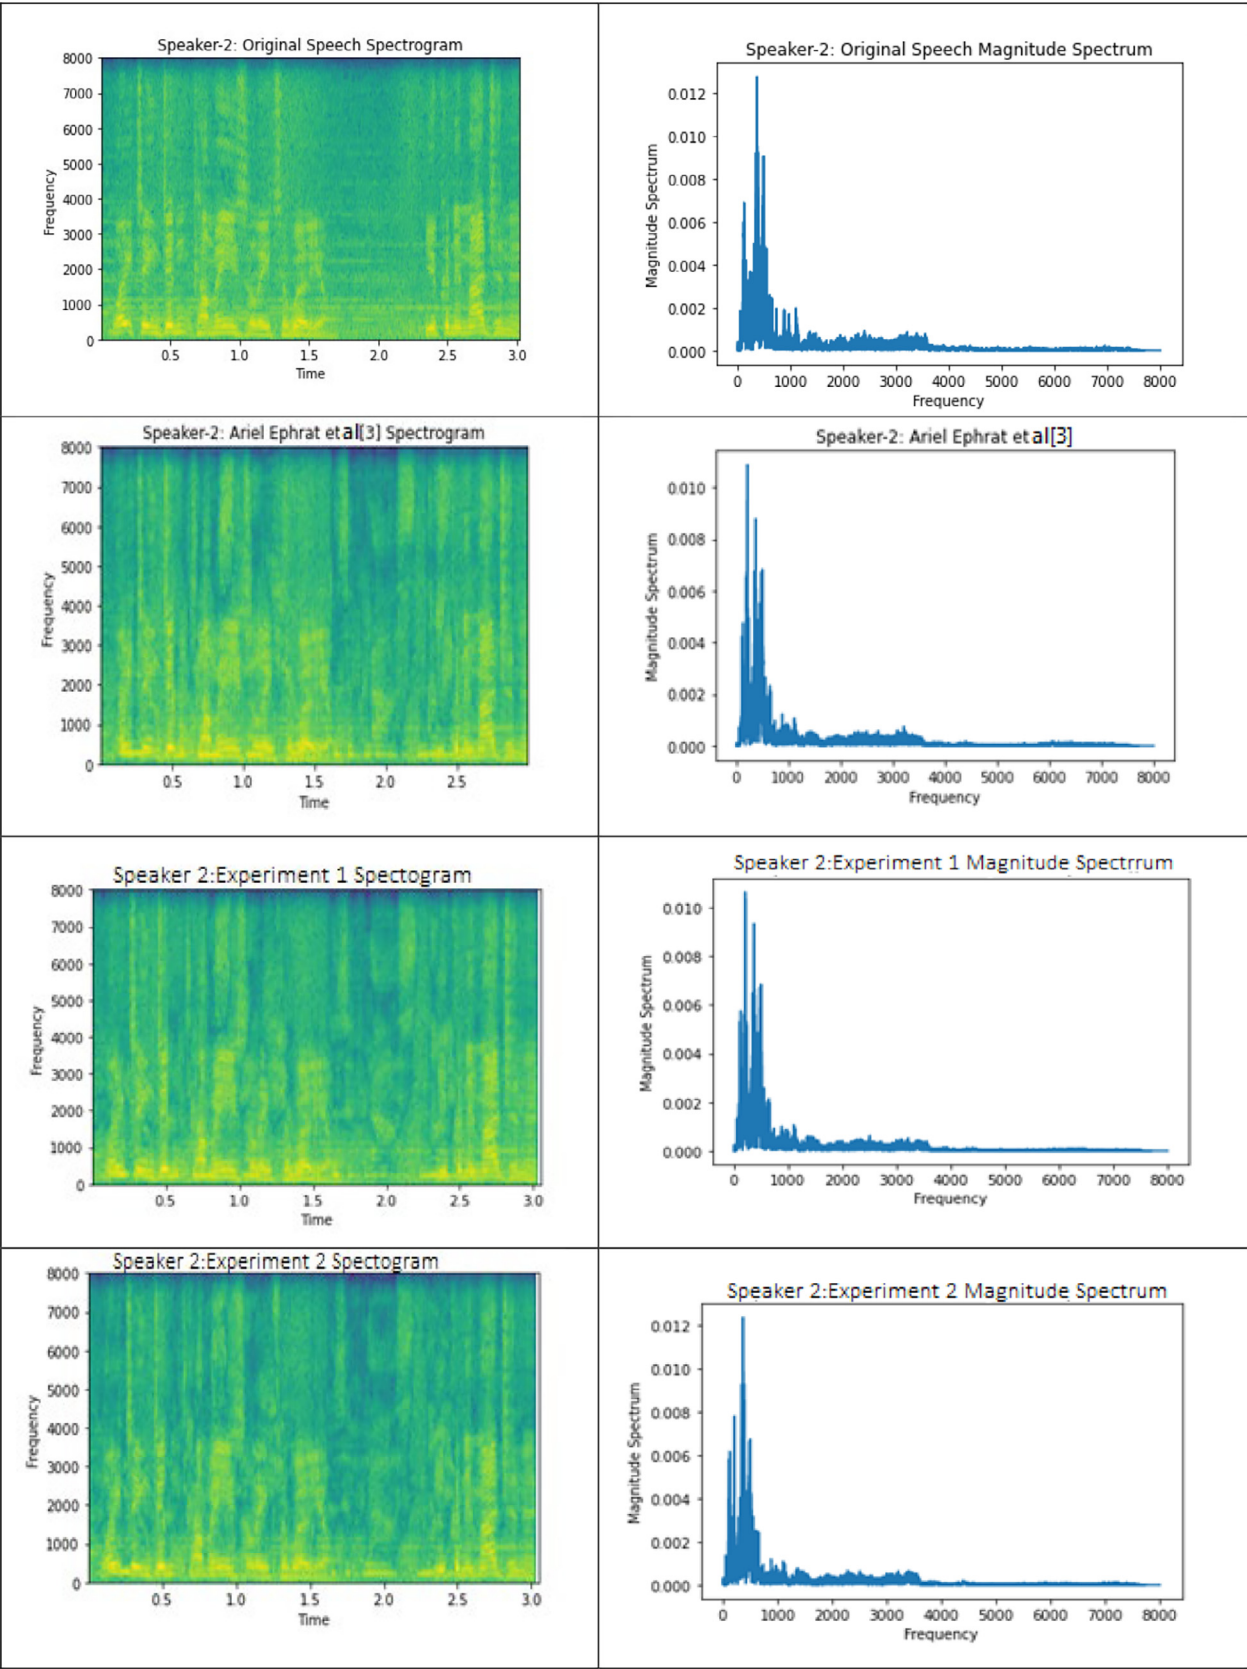 Speaker-2: Original Speech Spectrogram
8000
7000
6000
5000
4000
3000
2000
1000
0
Frequency
0.5 1.0 1.5 2.0 2.5 3.0
Time
Speaker-2: Original Speech Magnitude Spectrum
0.012
0.010
0.008
0.006
0.004
0.002
0.000
Magnitude Spectrum
0 1000 2000 3000 4000 5000 6000 7000 8000
Frequency
Speaker-2: Ariel Ephrat et al[3] Spectrogram
8000
7000
6000
5000
4000
3000
2000
1000
0
Frequency
0.5 1.0 1.5 2.0 2.5
Time
Speaker-2: Ariel Ephrat et al[3]
0.010
0.008
0.006
0.004
0.002
0.000
Magnitude Spectrum
0 1000 2000 3000 4000 5000 6000 7000 8000
Frequency
Speaker 2:Experiment 1 Spectogram
8000
7000
6000
5000
4000
3000
2000
1000
0
Frequency
0.5 1.0 1.5 2.0 2.5 3.0
Time
Speaker 2:Experiment 1 Magnitude Spectrrum
0.010
0.008
0.006
0.004
0.002
0.000
Magnitude Spectrum
0 1000 2000 3000 4000 5000 6000 7000 8000
Frequency
Speaker 2:Experiment 2 Spectogram
8000
7000
6000
5000
4000
3000
2000
1000
0
Frequency
0.5 1.0 1.5 2.0 2.5 3.0
Time
Speaker 2:Experiment 2 Magnitude Spectrum
0.012
0.010
0.008
0.006
0.004
0.002
0.000
Magnitude Spectrum
0 1000 2000 3000 4000 5000 6000 7000 8000
Frequency